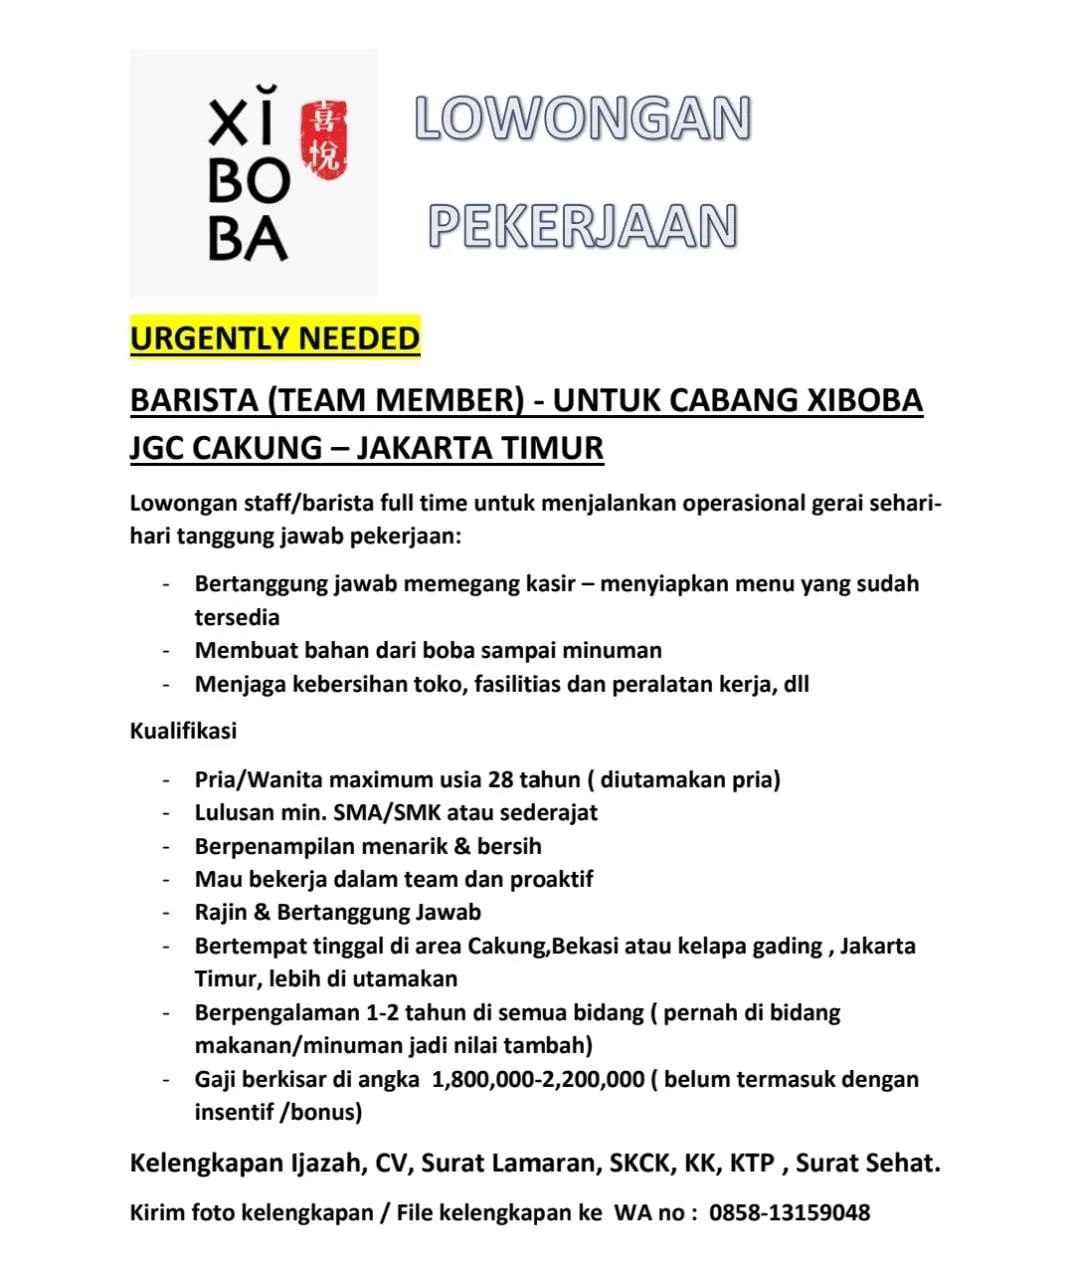 XĬ
BO
BA
喜
悅
LOWONGAN
PEKERJAAN
URGENTLY NEEDED
BARISTA (TEAM MEMBER) - UNTUK CABANG XIBOBA
JGC CAKUNG – JAKARTA TIMUR
Lowongan staff/barista full time untuk menjalankan operasional gerai sehari-
hari tanggung jawab pekerjaan:
- Bertanggung jawab memegang kasir – menyiapkan menu yang sudah
tersedia
- Membuat bahan dari boba sampai minuman
- Menjaga kebersihan toko, fasilitias dan peralatan kerja, dll
Kualifikasi
- Pria/Wanita maximum usia 28 tahun ( diutamakan pria)
- Lulusan min. SMA/SMK atau sederajat
- Berpenampilan menarik & bersih
- Mau bekerja dalam team dan proaktif
- Rajin & Bertanggung Jawab
- Bertempat tinggal di area Cakung,Bekasi atau kelapa gading , Jakarta
Timur, lebih di utamakan
- Berpengalaman 1-2 tahun di semua bidang ( pernah di bidang
makanan/minuman jadi nilai tambah)
- Gaji berkisar di angka 1,800,000-2,200,000 ( belum termasuk dengan
insentif /bonus)
Kelengkapan Ijazah, CV, Surat Lamaran, SKCK, KK, KTP , Surat Sehat.
Kirim foto kelengkapan / File kelengkapan ke WA no : 0858-13159048